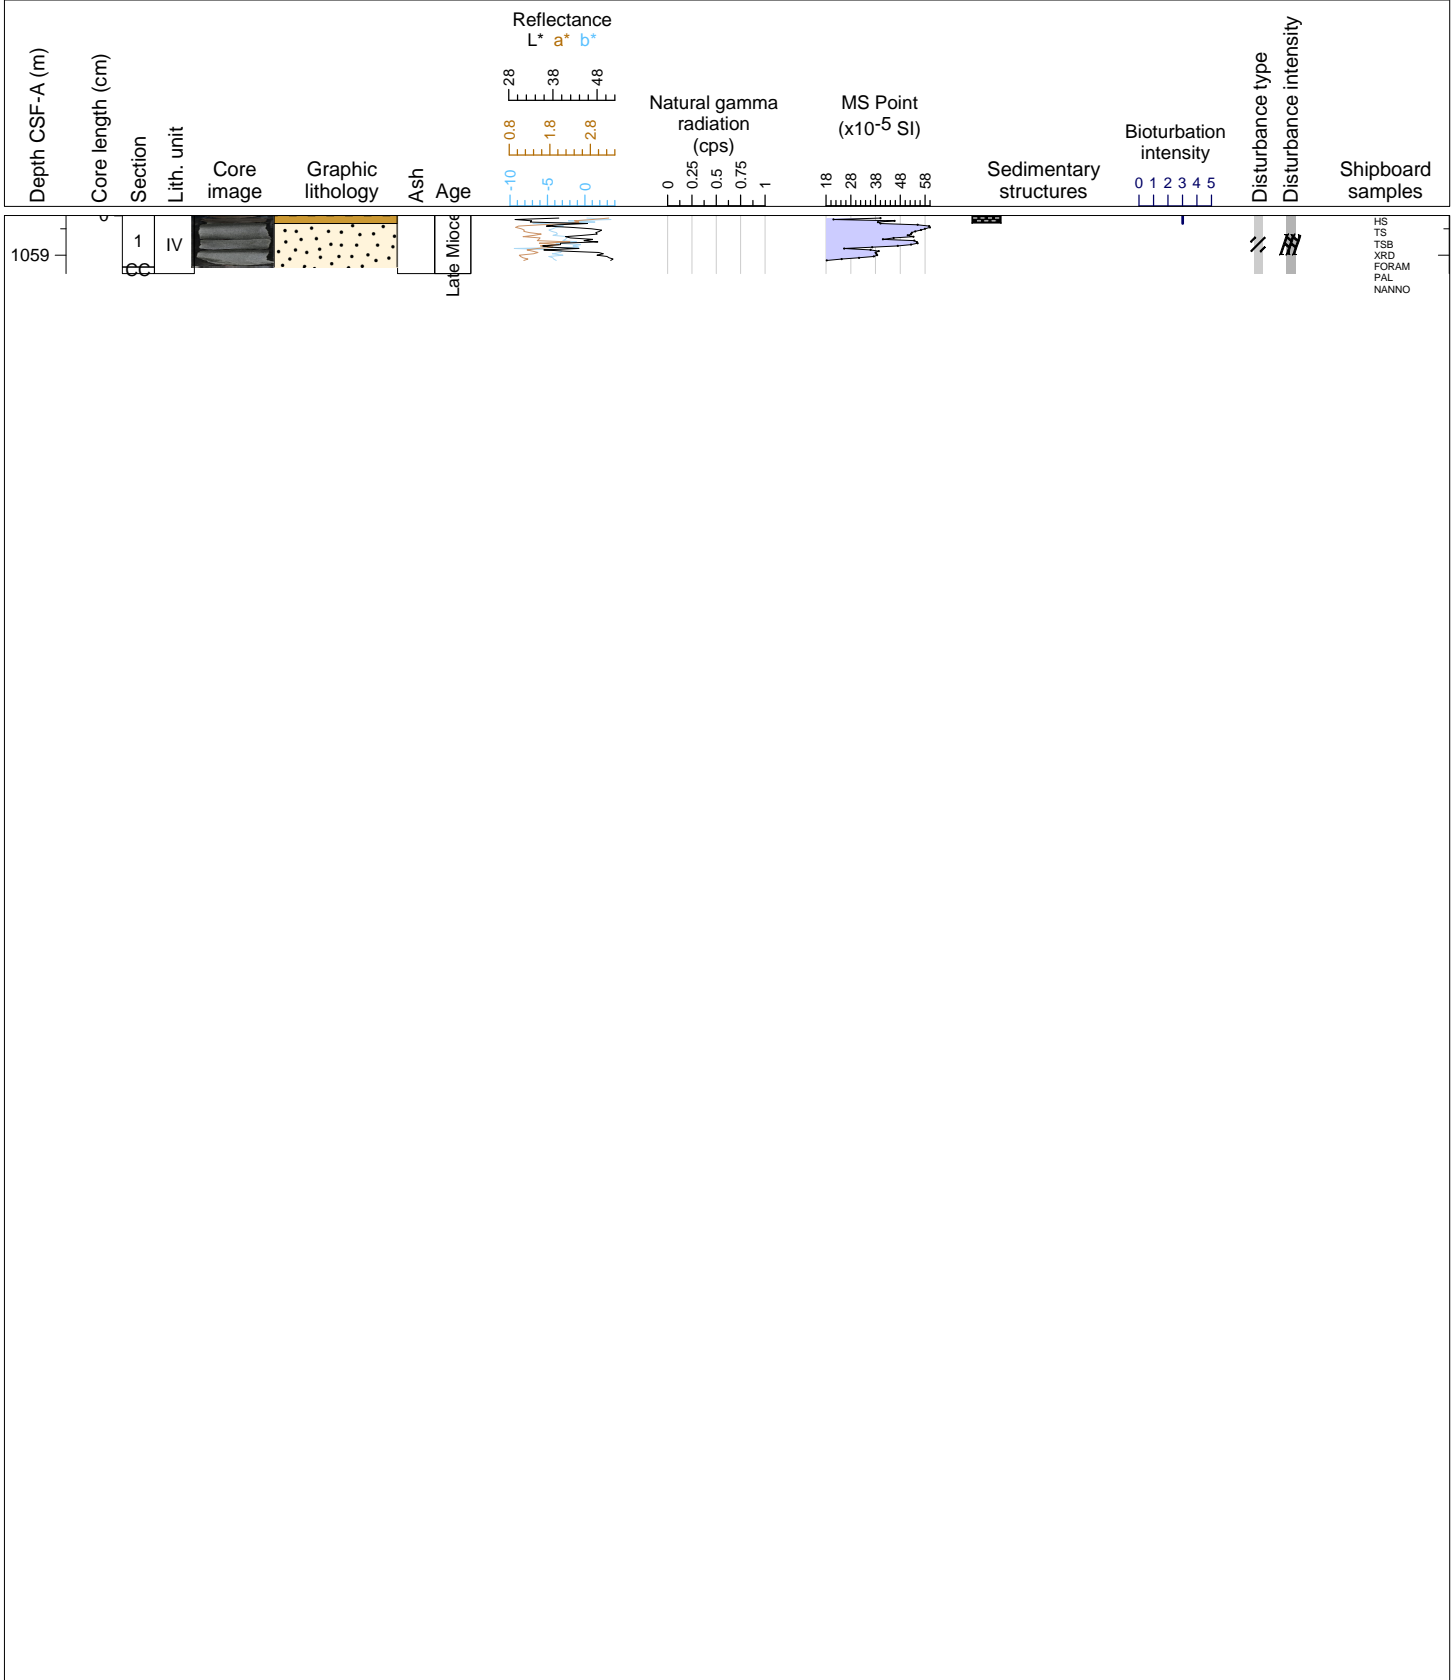 Depth CSF-A (m)
Core length (cm)
Section
Lith. unit
Core
image
Graphic
lithology
Ash
Age
Reflectance
L* a* b*
28 38 48
0.8 1.8 2.8
-10 -5 0
Natural gamma
radiation
(cps)
0 0.25 0.5 0.75 1
MS Point
(x10-5 SI)
18 28 38 48 58
Sedimentary
structures
Bioturbation
intensity
0 1 2 3 4 5
Disturbance type
Disturbance intensity
Shipboard
samples
1059
0
1
CC
IV
Late Mioce
HS
TS
TSB
XRD
FORAM
PAL
NANNO